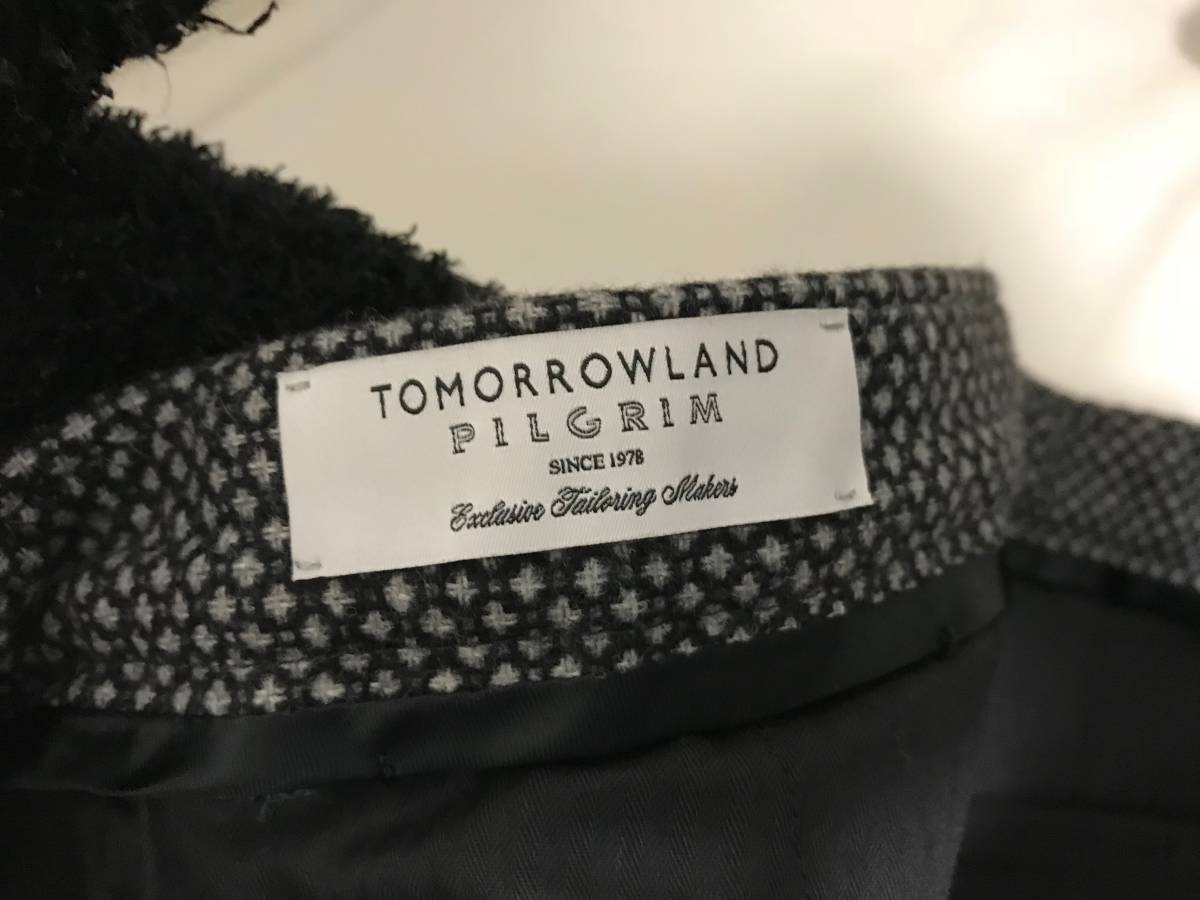 TOMORROWLAND
PILGRIM
SINCE 1978
Exclusive Tailoring Makers